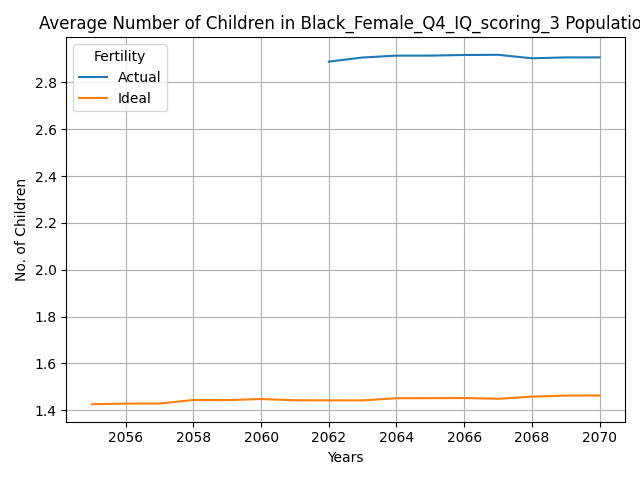 Average Number of Children in Black_Female_Q4_IQ_scoring_3 Populatio
Fertility
Actual
Ideal
No. of Children
2.8
2.6
2.4
2.2
2.0
1.8
1.6
1.4
2056 2058 2060 2062 2064 2066 2068 2070
Years